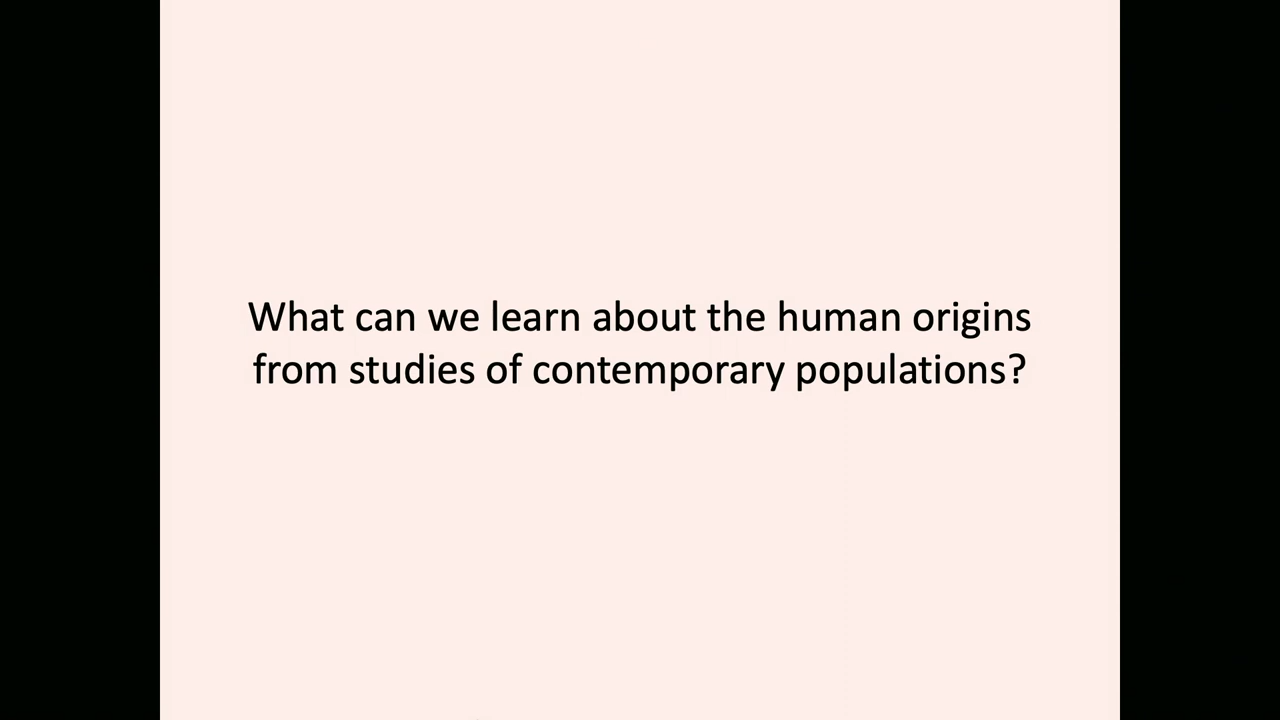 What can we learn about the human origins
from studies of contemporary populations?